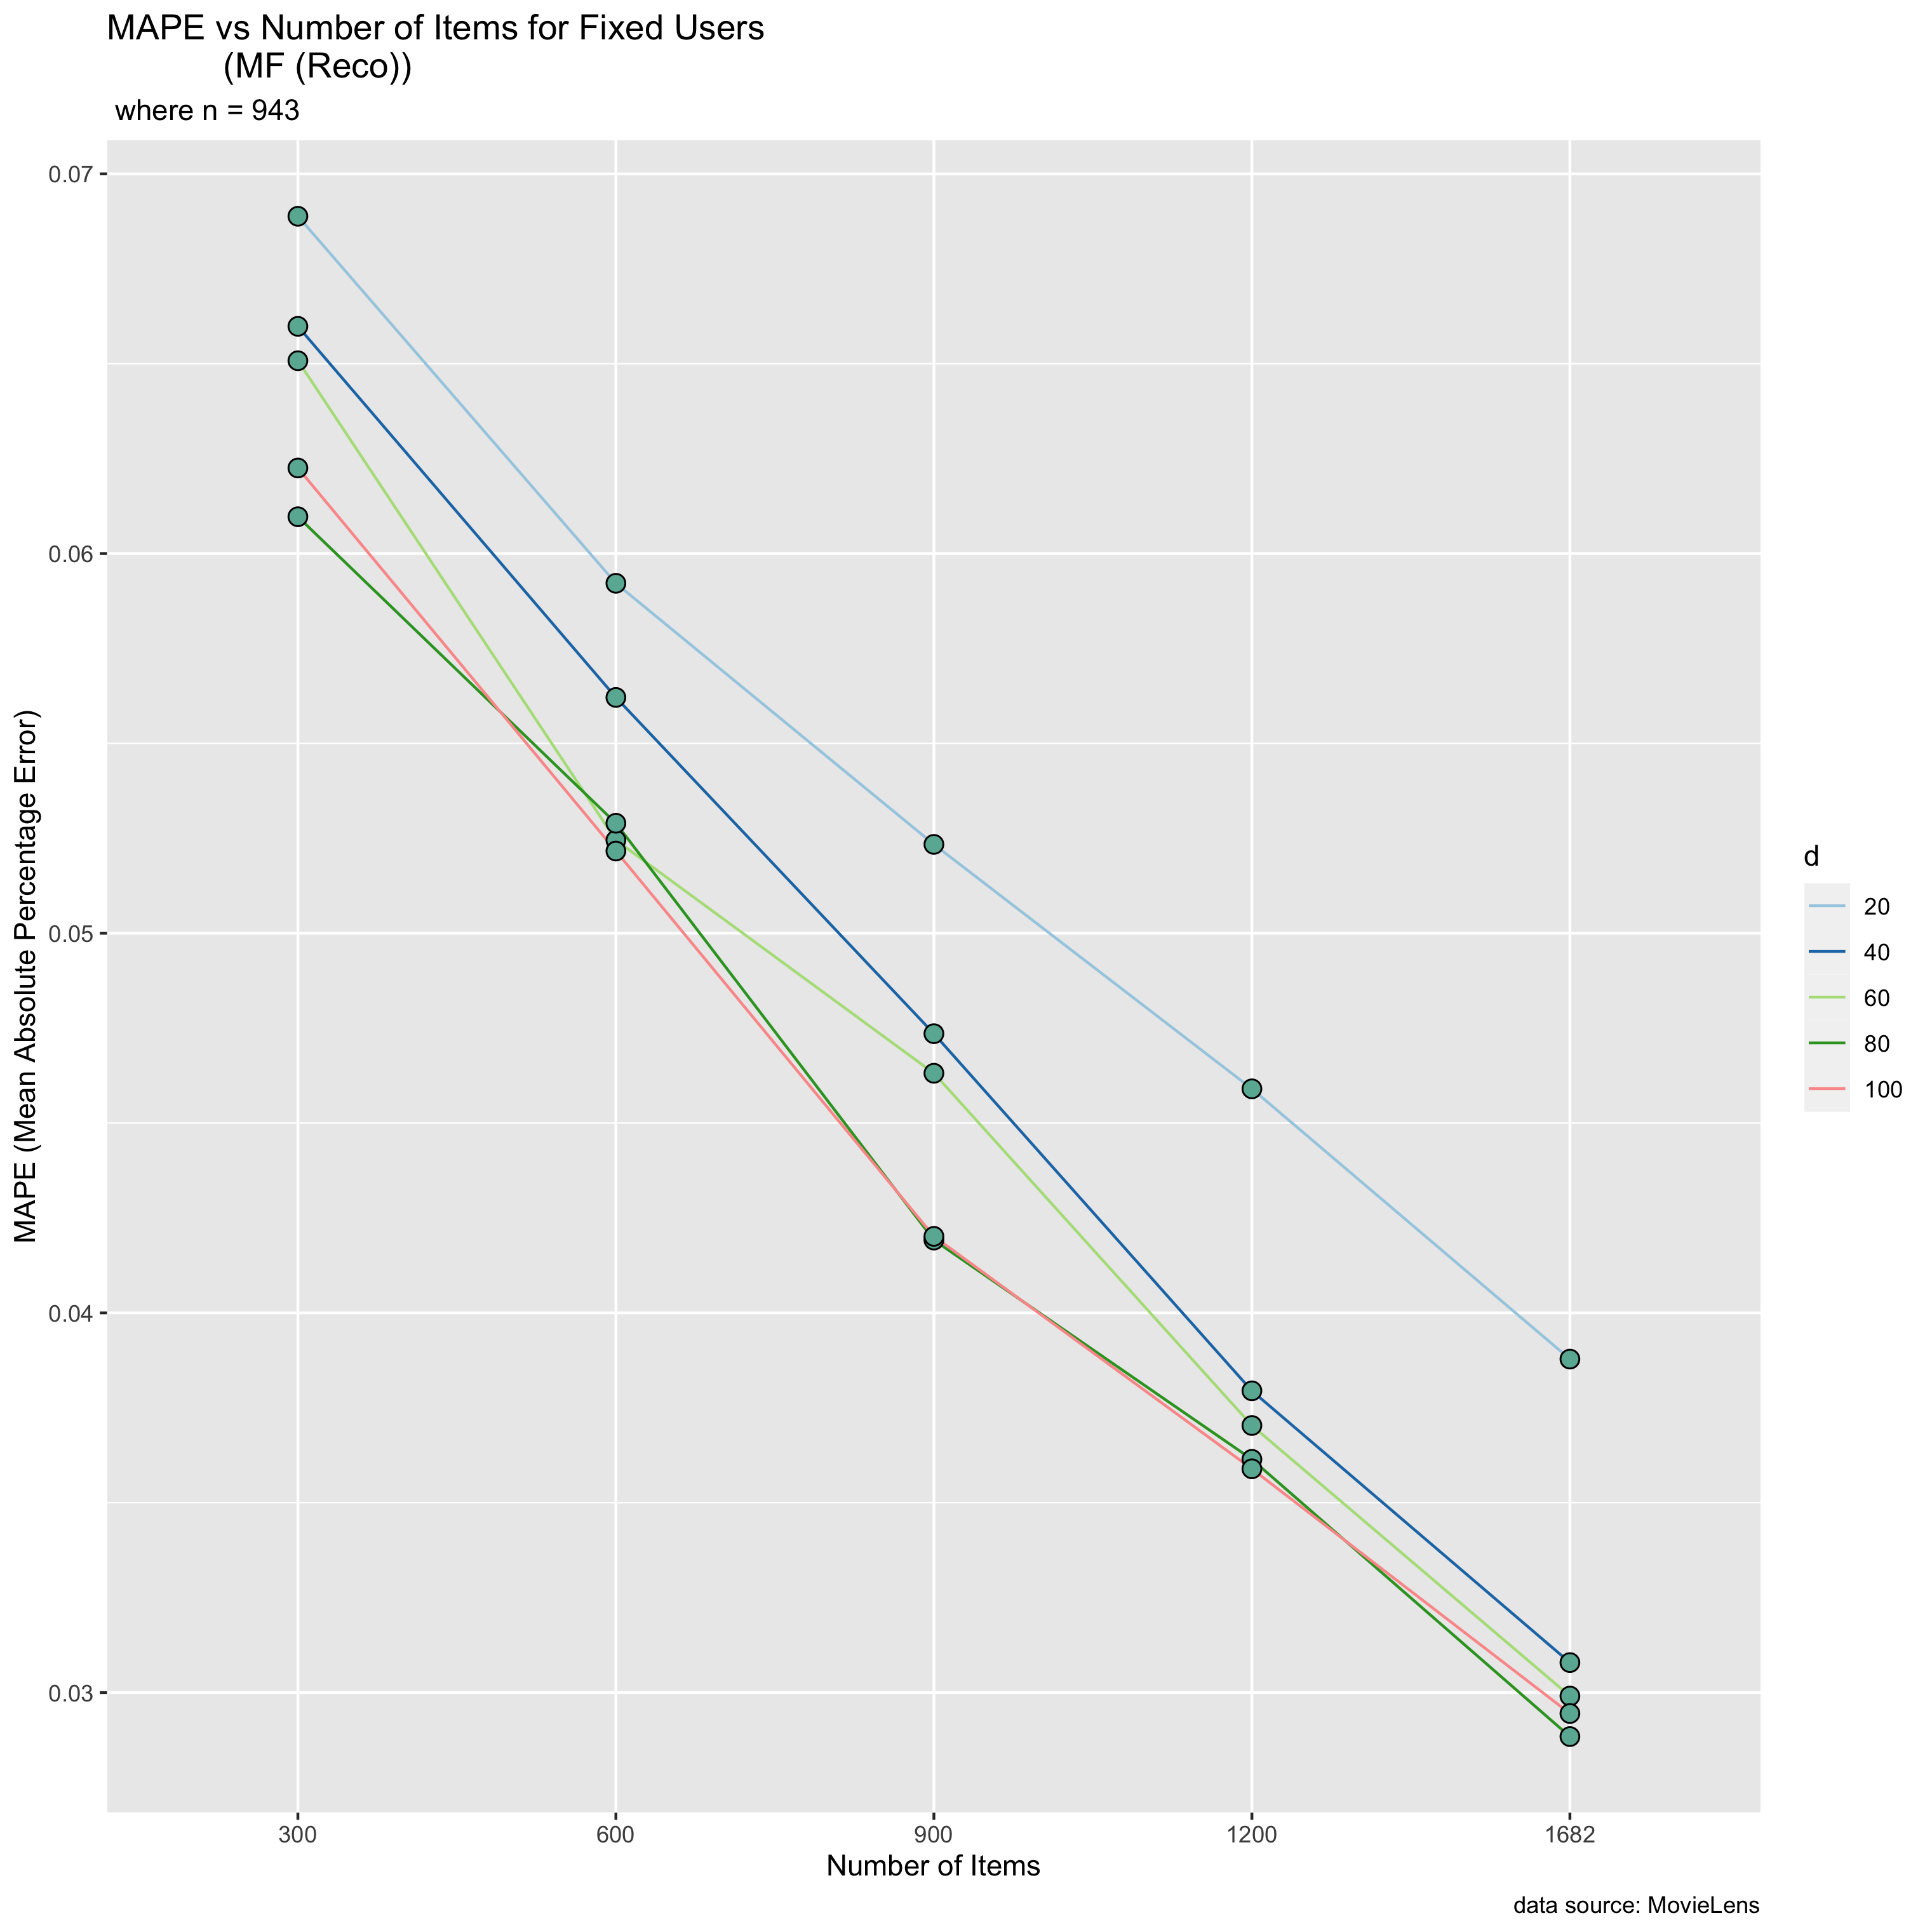 MAPE vs Number of Items for Fixed Users
(MF (Reco))
where n = 943
MAPE (Mean Absolute Percentage Error)
0.07
0.06
0.05
0.04
0.03
300 600 900 1200 1682
Number of Items
d
20
40
60
80
100
data source: MovieLens